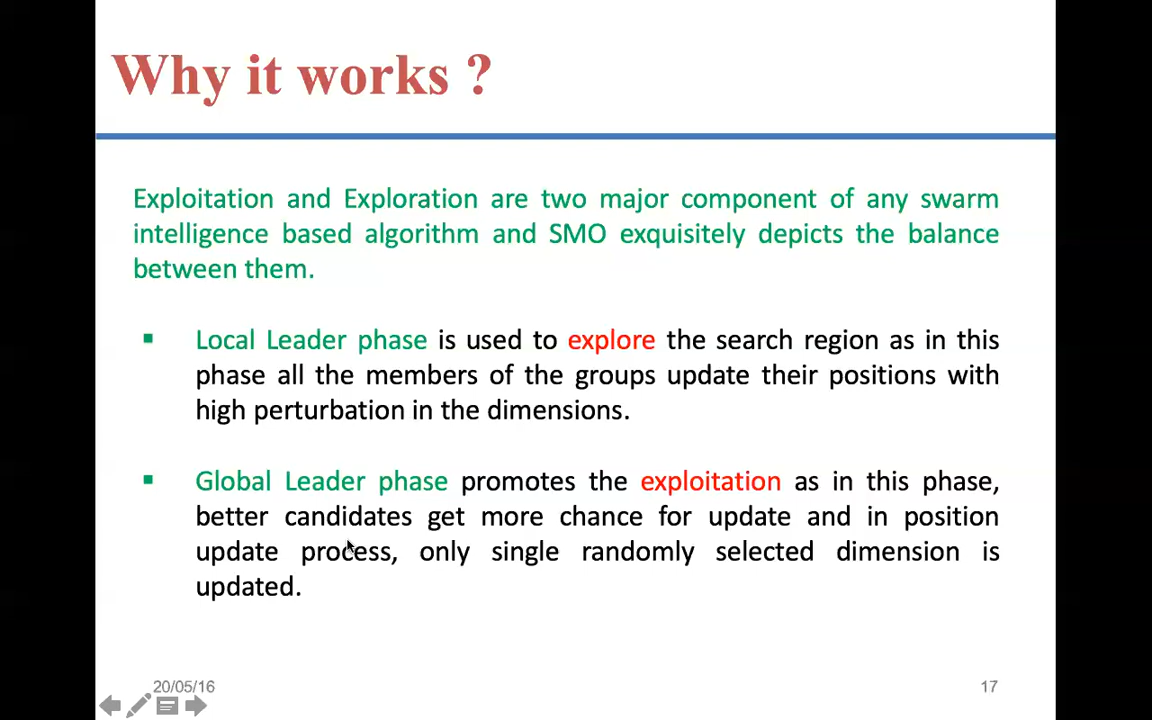 Why it works ?
Exploitation and Exploration are two major component of any swarm
intelligence based algorithm and SMO exquisitely depicts the balance
between them.
▪ Local Leader phase is used to explore the search region as in this
phase all the members of the groups update their positions with
high perturbation in the dimensions.
▪ Global Leader phase promotes the exploitation as in this phase,
better candidates get more chance for update and in position
update process, only single randomly selected dimension is
updated.
20/05/16
17